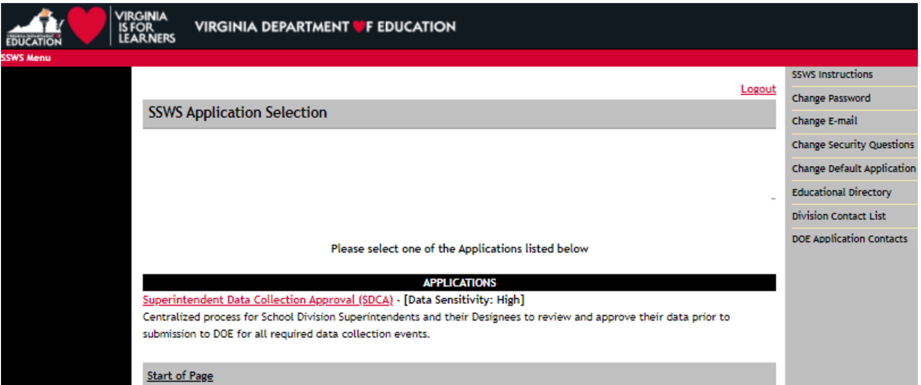 EDUCATION
VIRGINIA
IS FOR
LEARNERS
VIRGINIA DEPARTMENT OF EDUCATION
SSWS Menu
Logout
SSWS Application Selection
Please select one of the Applications listed below
APPLICATIONS
Superintendent Data Collection Approval (SDCA) - [Data Sensitivity: High]
Centralized process for School Division Superintendents and their Designees to review and approve their data prior to
submission to DOE for all required data collection events.
Start of Page
SSWS Instructions
Change Password
Change E-mail
Change Security Questions
Change Default Application
Educational Directory
Division Contact List
DOE Application Contacts